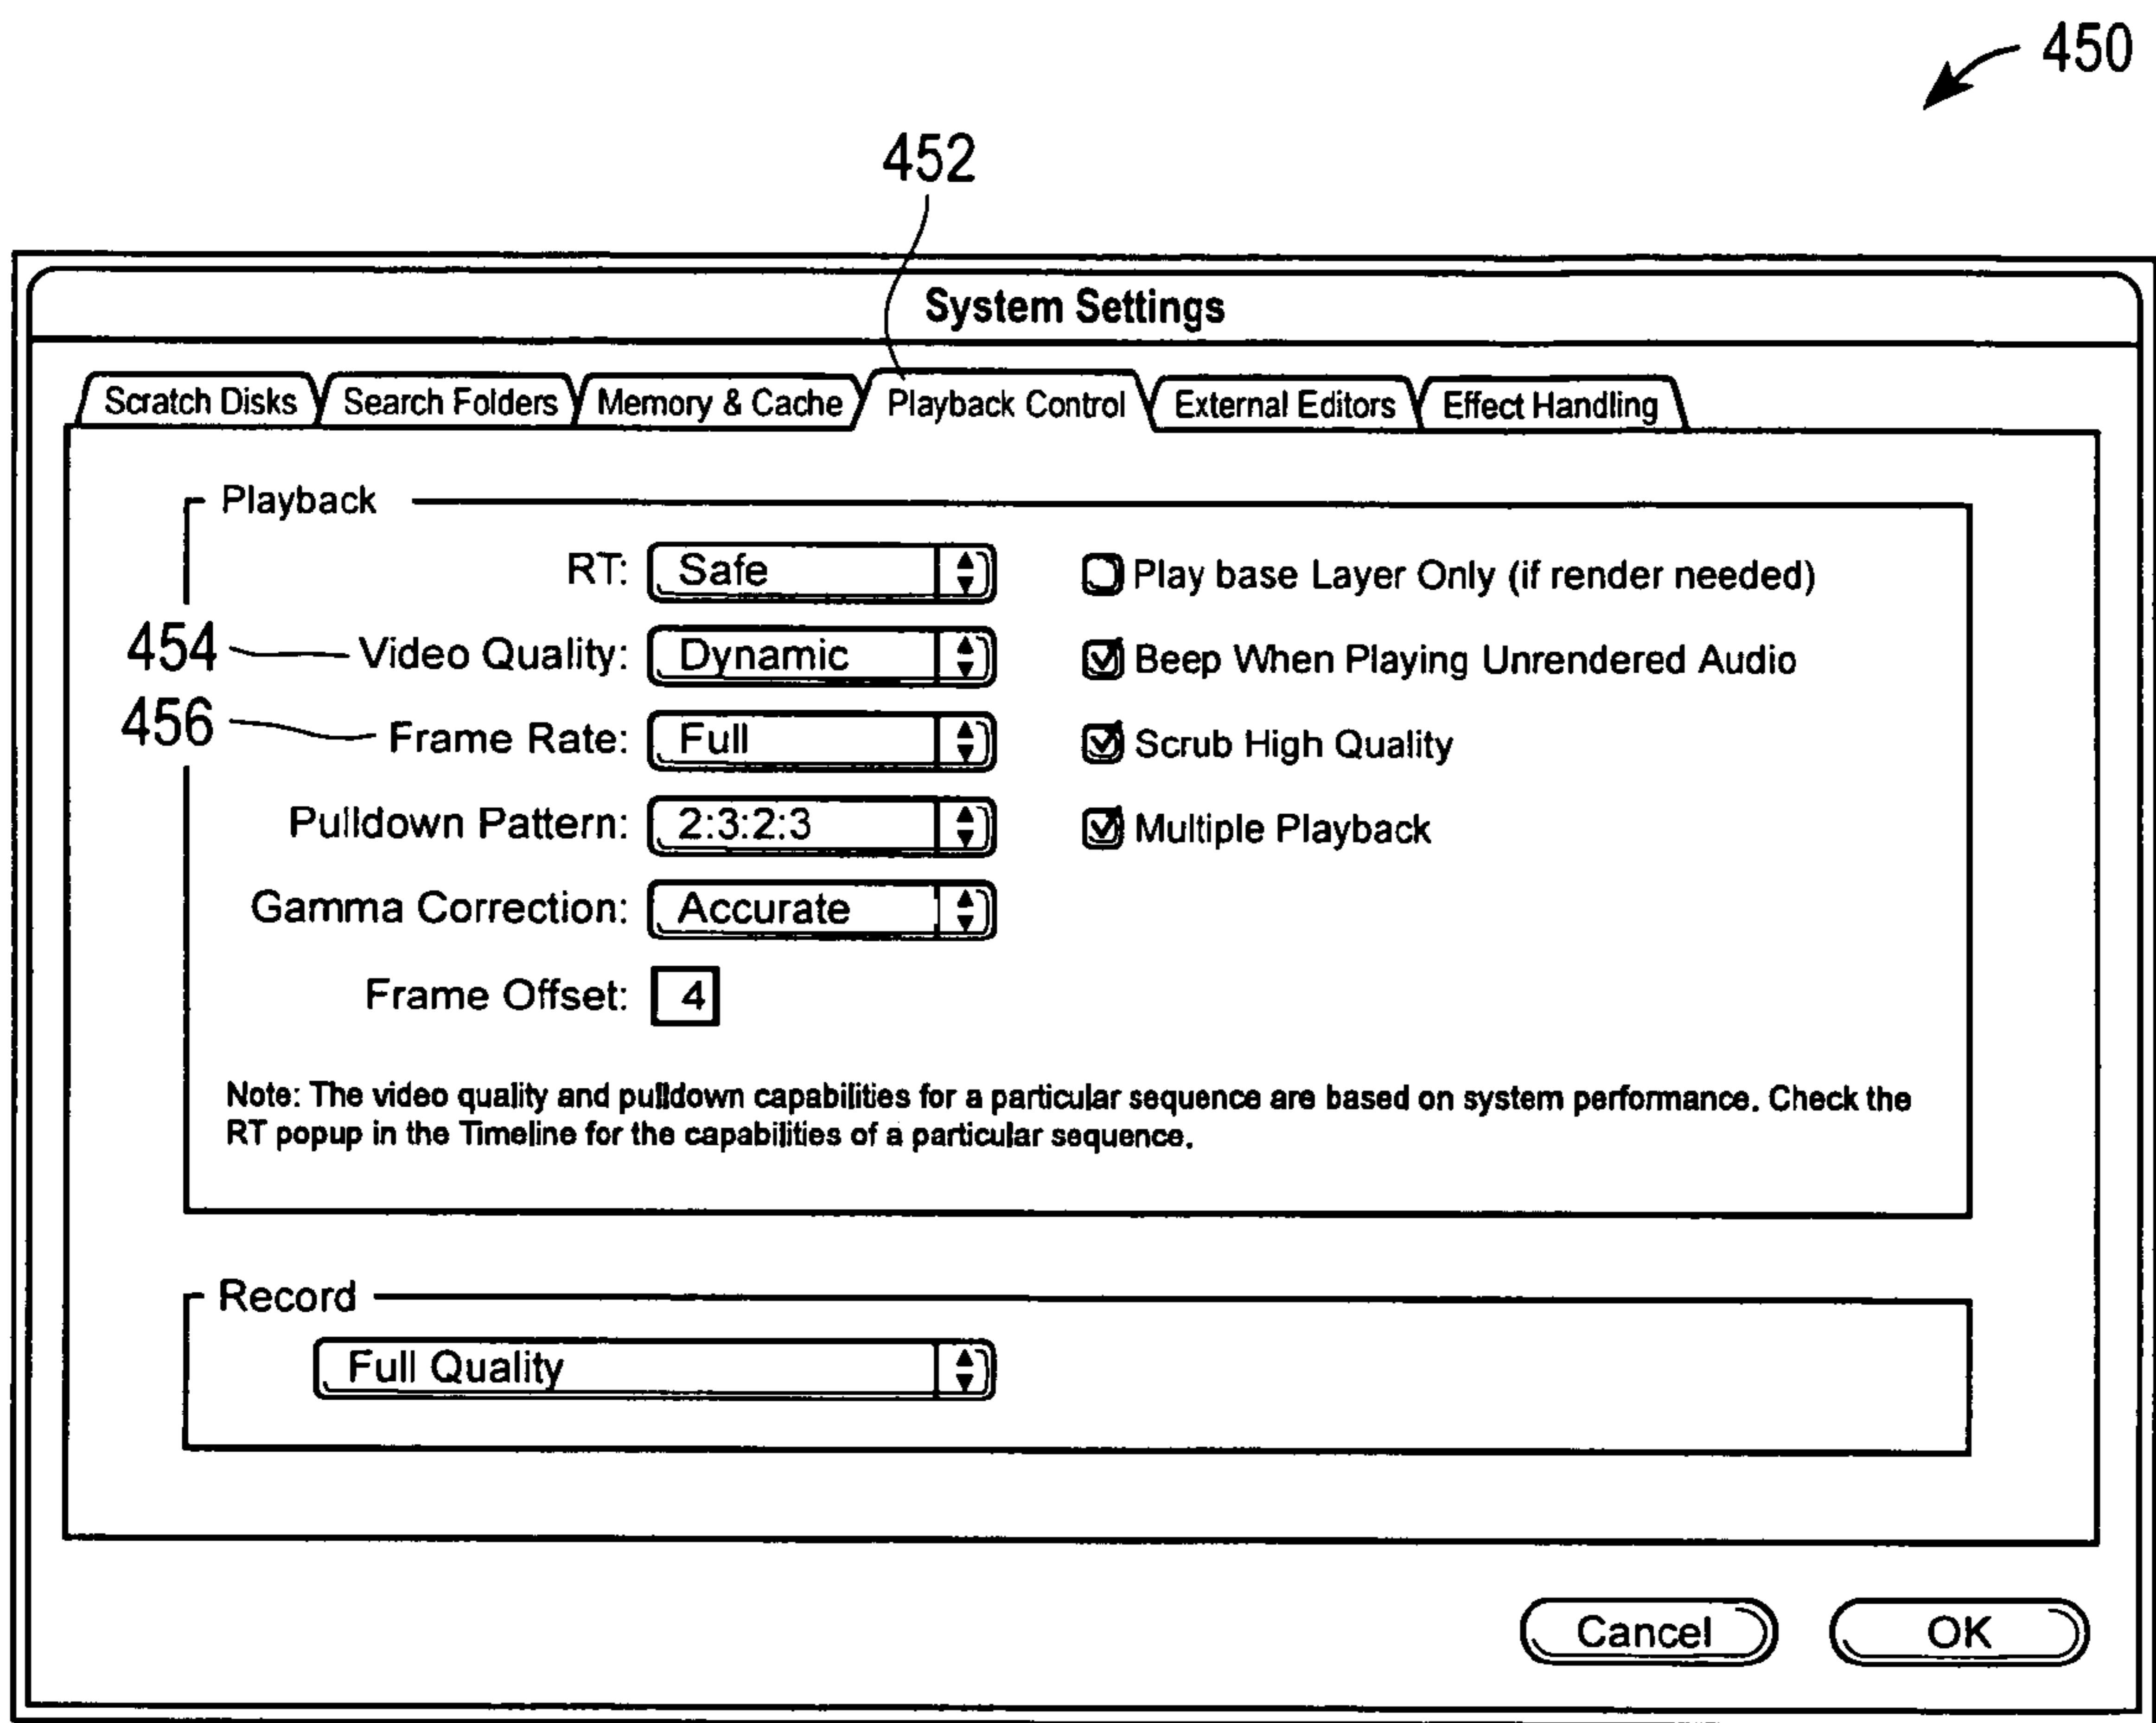 450
452
System Settings
Scratch Disks Search Folders Memory & Cache Playback Control External Editors Effect Handling
Playback
RT: Safe Play base Layer Only (if render needed)
454 Video Quality: Dynamic Beep When Playing Unrendered Audio
456 Frame Rate: Full Scrub High Quality
Pulldown Pattern: 2:3:2:3 Multiple Playback
Gamma Correction: Accurate
Frame Offset: 4
Note: The video quality and pulldown capabilities for a particular sequence are based on system performance. Check the
RT popup in the Timeline for the capabilities of a particular sequence.
Record
Full Quality
Cancel OK